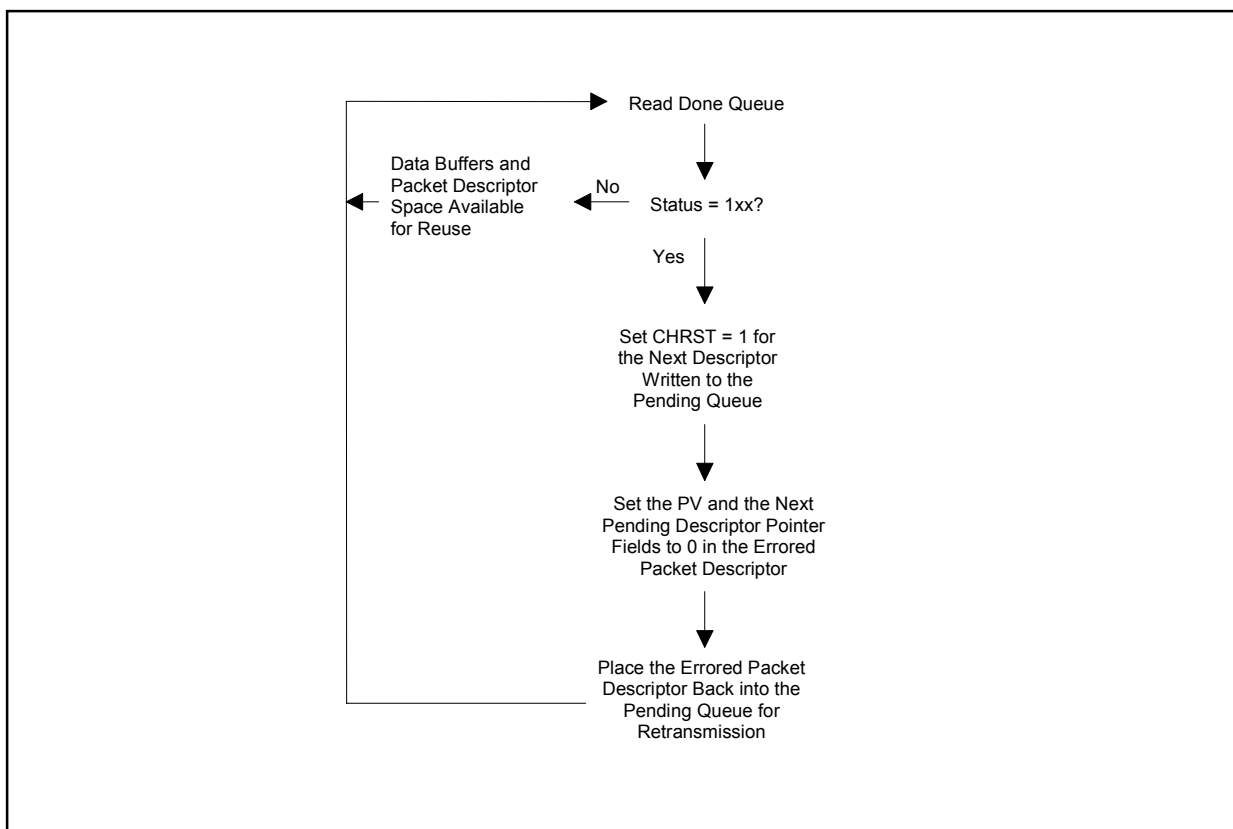 Read Done Queue
Data Buffers and
Packet Descriptor
Space Available
for Reuse
No
Status = 1xx?
Yes
Set CHRST = 1 for
the Next Descriptor
Written to the
Pending Queue
Set the PV and the Next
Pending Descriptor Pointer
Fields to 0 in the Errored
Packet Descriptor
Place the Errored Packet
Descriptor Back into the
Pending Queue for
Retransmission